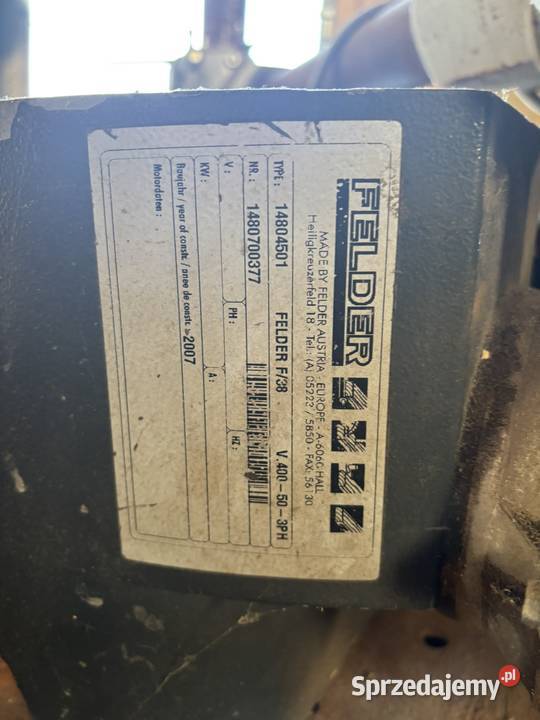 FELDER
MADE BY FELDER AUSTRIA - EUROPE - A-6060 HALL
Heiligkreuzerfeld 18 - Tel.: (A) 05223 / 5850 - FAX: 56 1 30
TYPE: 14804501 FELDER F/38 V.400-50-3PH
NR.: 1480700377
V: PH: HZ:
KW: A:
Baujahr / year of constr. / anee de constr. 2007
Motordaten:
Sprzedajemy.pl